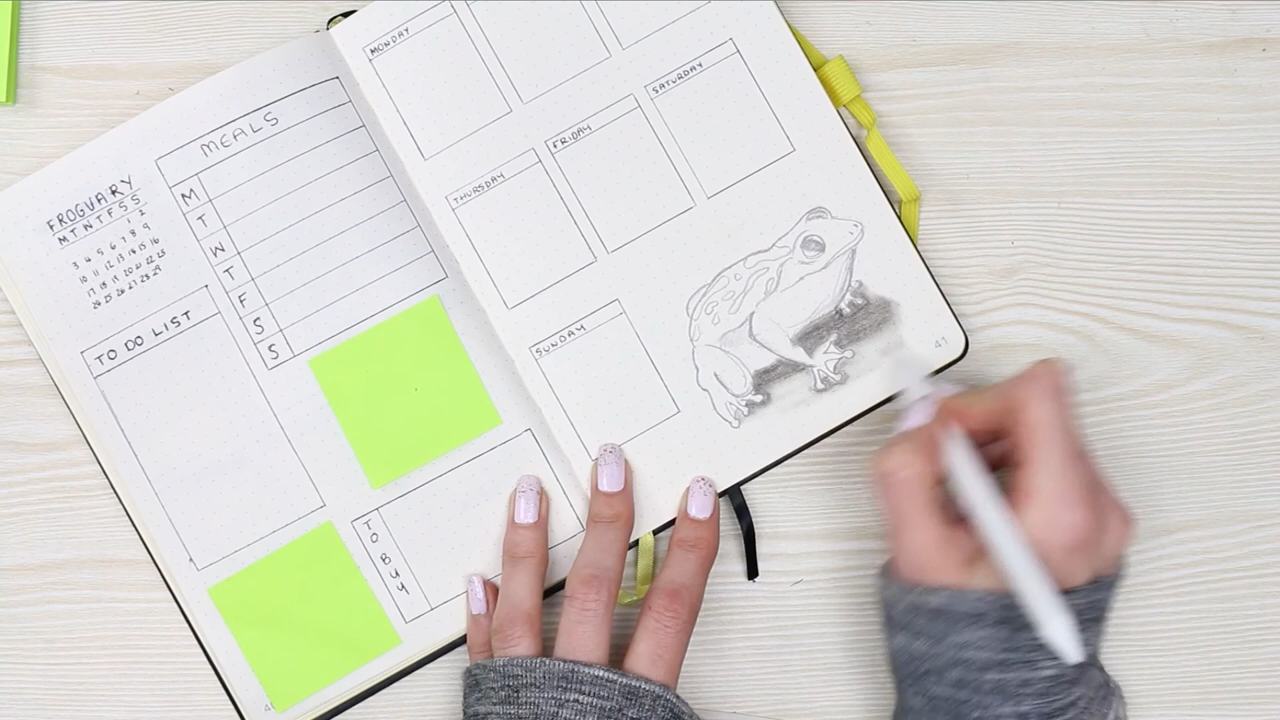 FROGUARY
M T W T F S S
1 2
3 4 5 6 7 8 9
10 11 12 13 14 15 16
17 18 19 20 21 22 23
24 25 26 27 28 29
MEALS
M
T
W
T
F
S
S
TO DO LIST
TO BUY
MONDAY
THURSDAY
FRIDAY
SATURDAY
SUNDAY
41